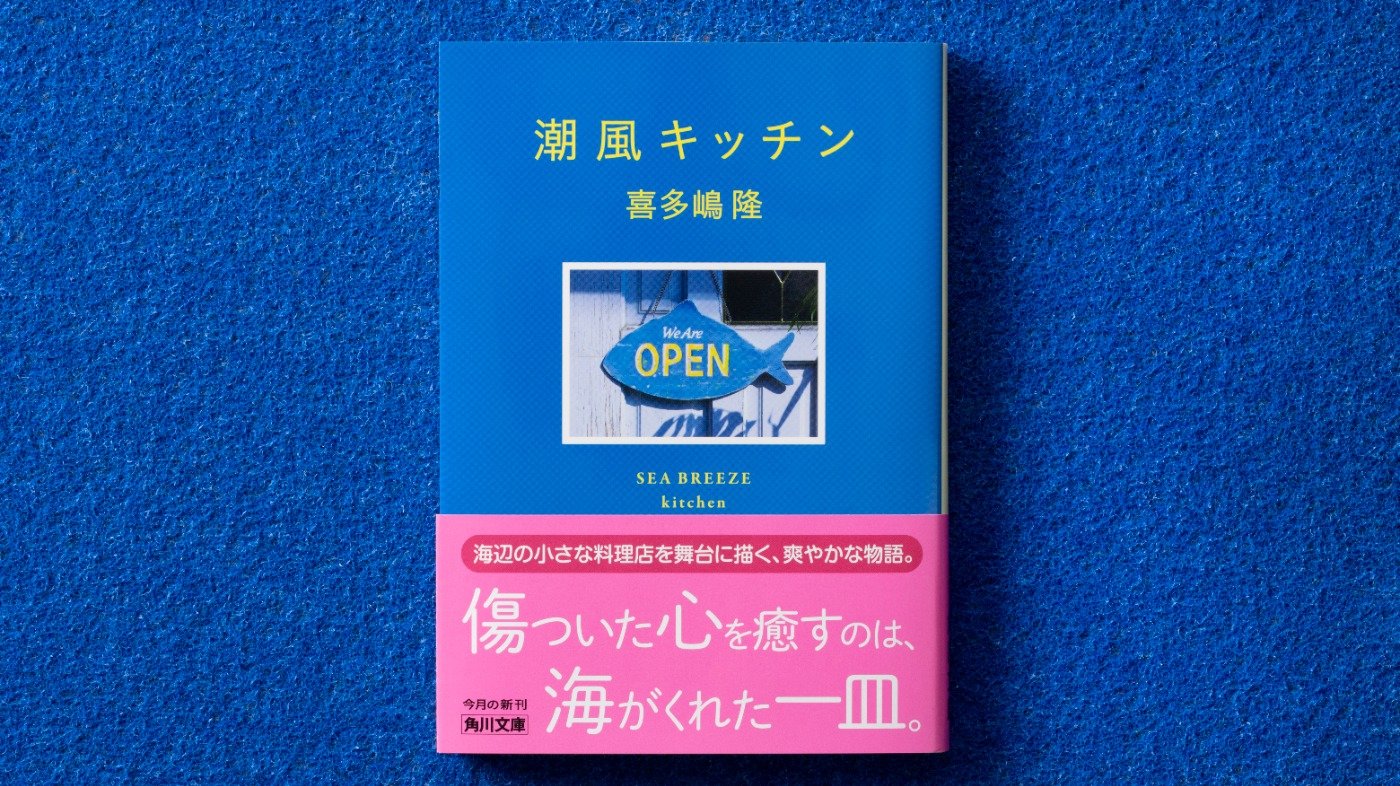 潮風キッチン
喜多嶋 隆
We Are
OPEN
SEA BREEZE
kitchen
海辺の小さな料理店を舞台に描く、爽やかな物語。
傷ついた心を癒すのは、
海がくれた一皿。
今月の新刊
角川文庫